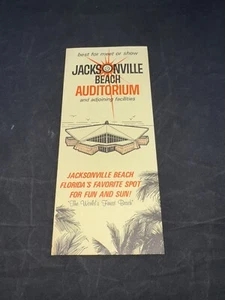 best for meet or show
JACKSONVILLE
BEACH
AUDITORIUM
and adjoining facilities
JACKSONVILLE BEACH
FLORIDA'S FAVORITE SPOT
FOR FUN AND SUN!
"The World's Finest Beach"